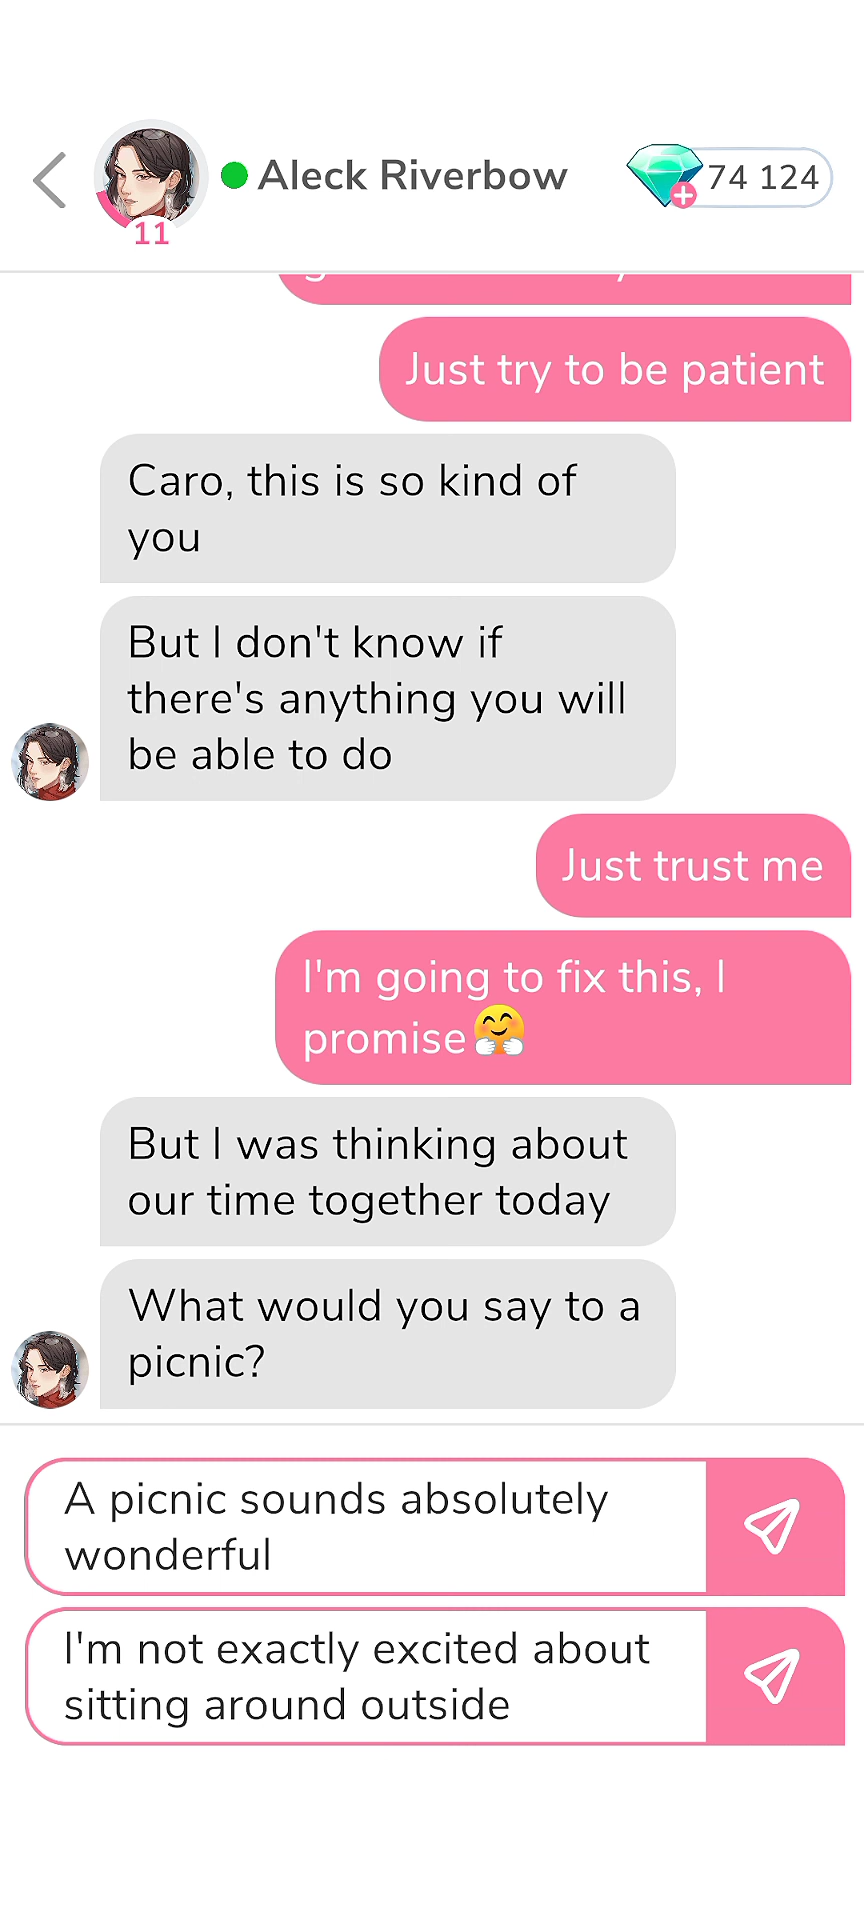 Aleck Riverbow
74 124
11
Just try to be patient
Caro, this is so kind of
you
But I don't know if
there's anything you will
be able to do
Just trust me
I'm going to fix this, I
promise🤗
But I was thinking about
our time together today
What would you say to a
picnic?
A picnic sounds absolutely
wonderful
I'm not exactly excited about
sitting around outside